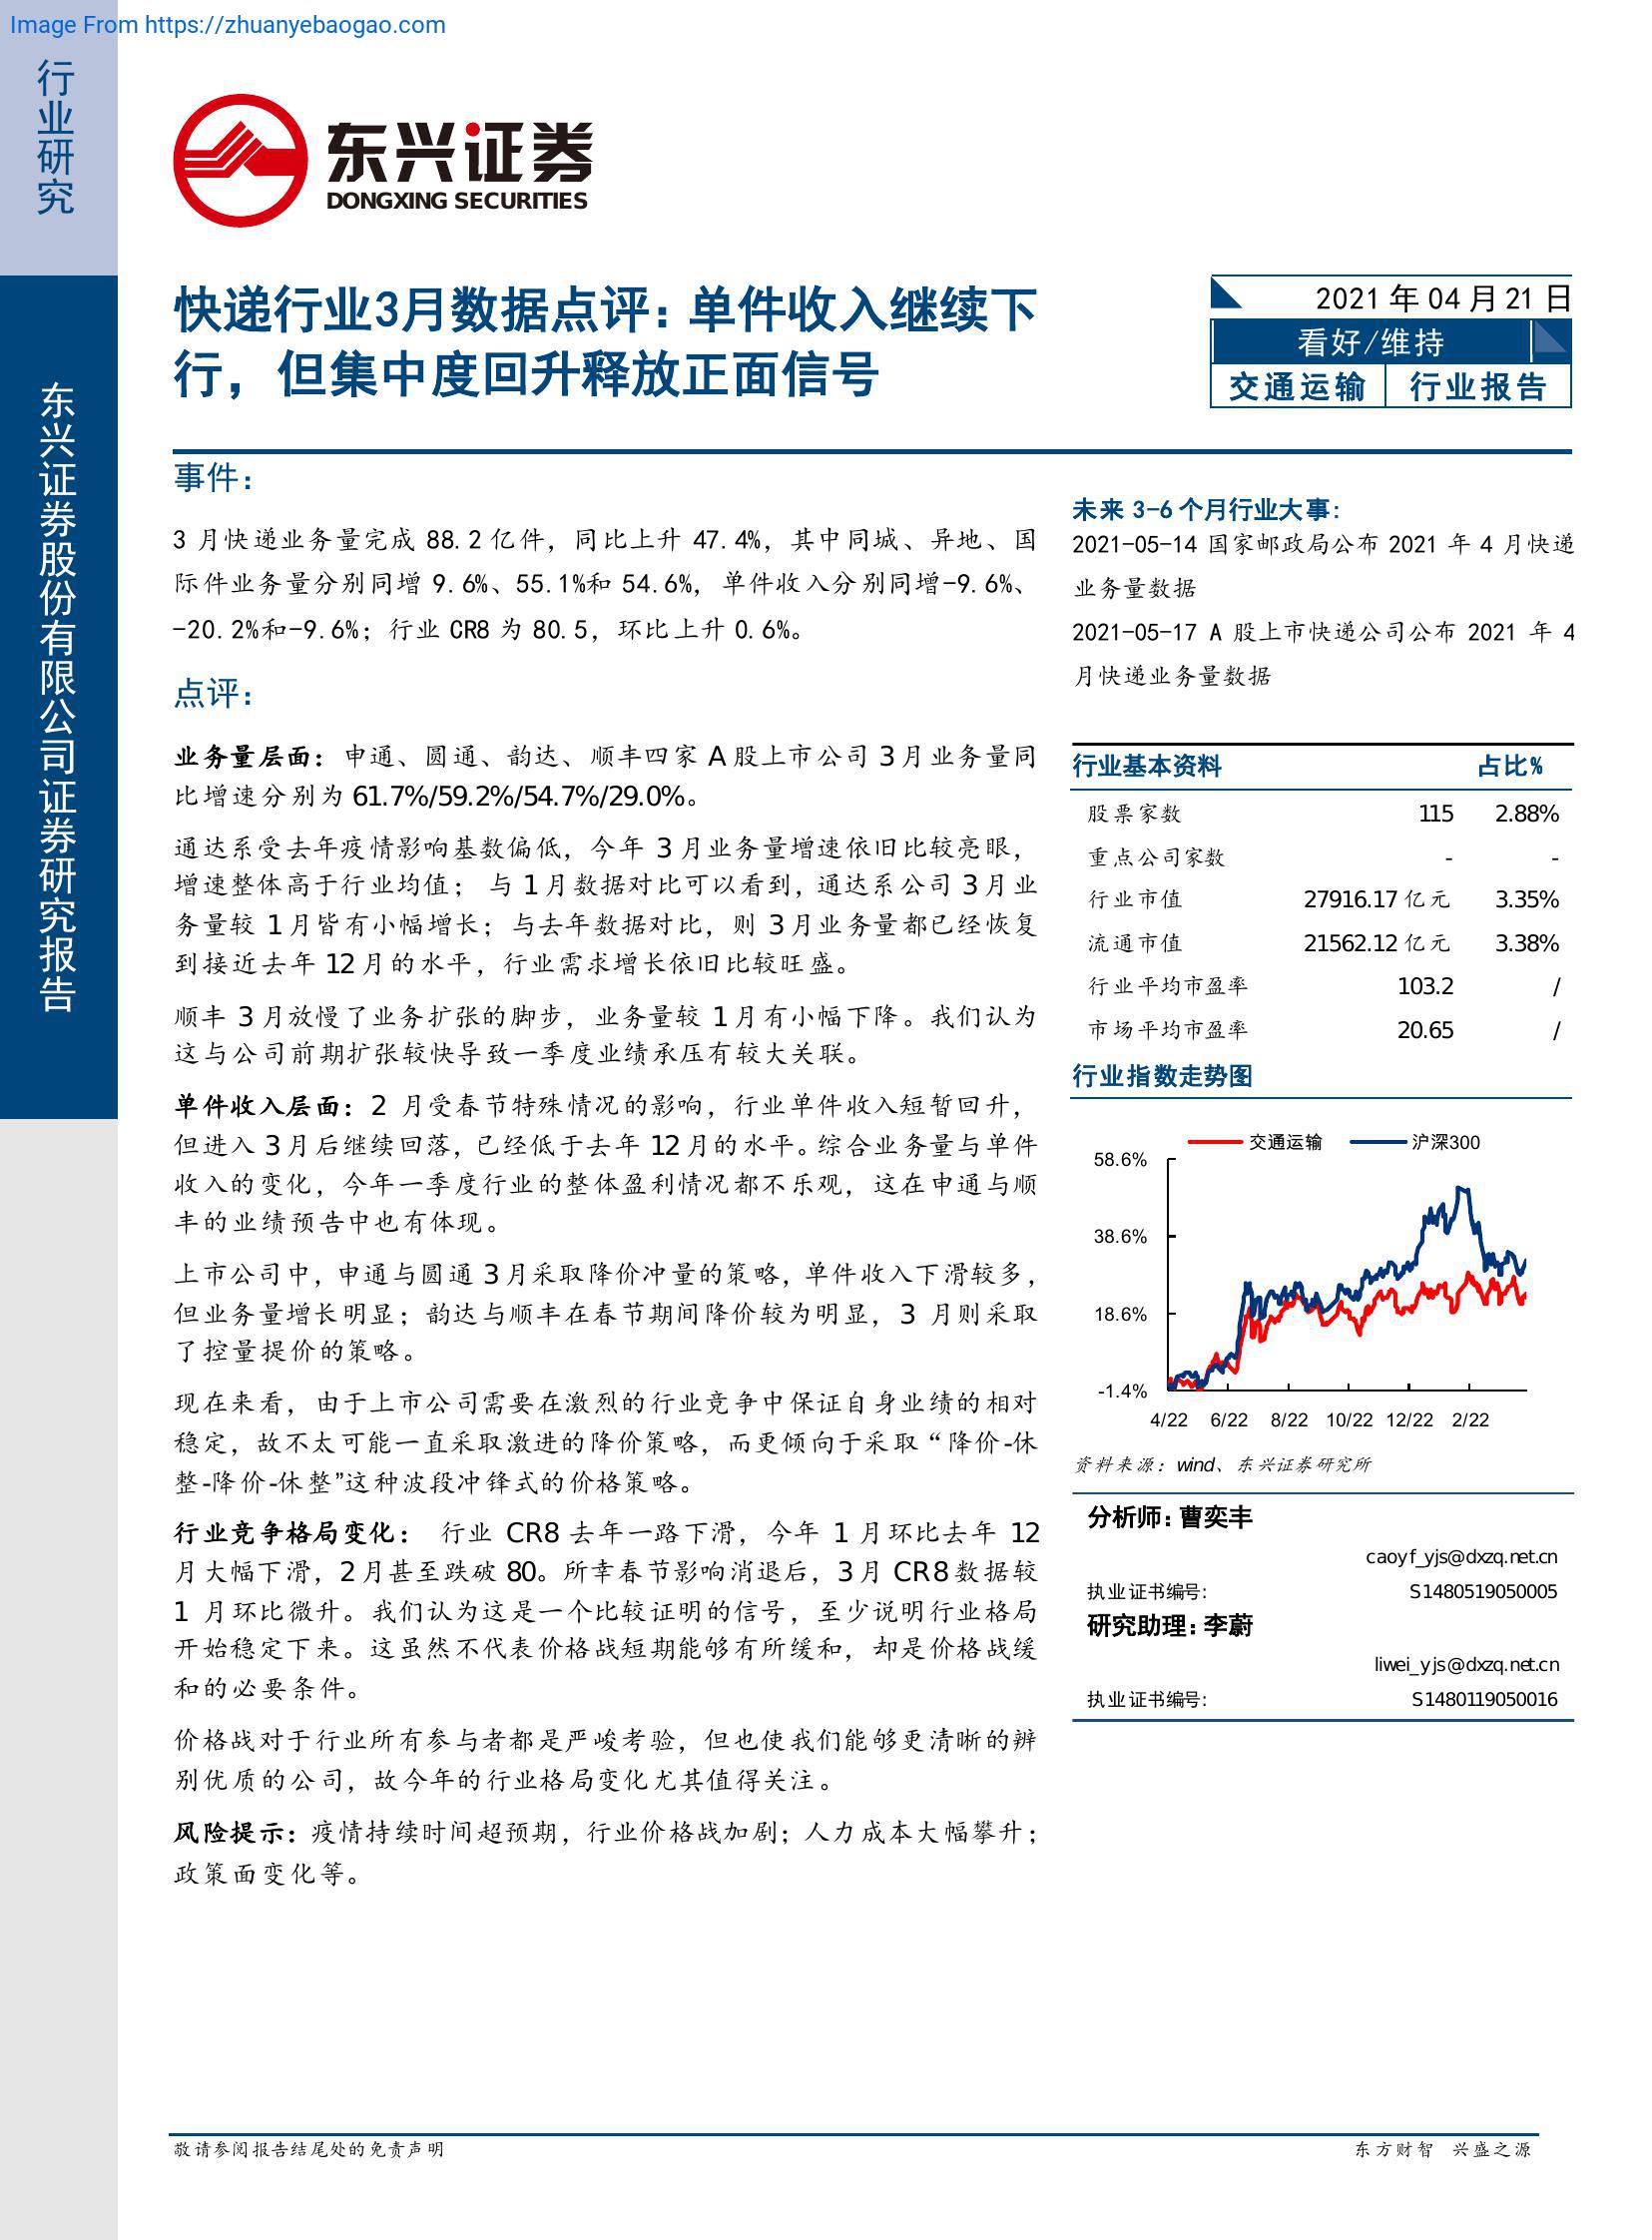 Image From https://zhuanyebaogao.com
行业研究
东兴证券股份有限公司证券研究报告
东兴证券
DONGXING SECURITIES
快递行业3月数据点评：单件收入继续下
行，但集中度回升释放正面信号
2021 年 04 月 21 日
看好/维持
交通运输 行业报告
事件：
3 月快递业务量完成 88.2 亿件，同比上升 47.4%，其中同城、异地、国
际件业务量分别同增 9.6%、55.1%和 54.6%，单件收入分别同增-9.6%、
-20.2%和-9.6%；行业 CR8 为 80.5，环比上升 0.6%。
点评：
业务量层面：申通、圆通、韵达、顺丰四家 A 股上市公司 3 月业务量同
比增速分别为 61.7%/59.2%/54.7%/29.0%。
通达系受去年疫情影响基数偏低，今年 3 月业务量增速依旧比较亮眼，
增速整体高于行业均值； 与 1 月数据对比可以看到，通达系公司 3 月业
务量较 1 月皆有小幅增长；与去年数据对比，则 3 月业务量都已经恢复
到接近去年 12 月的水平，行业需求增长依旧比较旺盛。
顺丰 3 月放慢了业务扩张的脚步，业务量较 1 月有小幅下降。我们认为
这与公司前期扩张较快导致一季度业绩承压有较大关联。
单件收入层面：2 月受春节特殊情况的影响，行业单件收入短暂回升，
但进入 3 月后继续回落，已经低于去年 12 月的水平。综合业务量与单件
收入的变化，今年一季度行业的整体盈利情况都不乐观，这在申通与顺
丰的业绩预告中也有体现。
上市公司中，申通与圆通 3 月采取降价冲量的策略，单件收入下滑较多，
但业务量增长明显；韵达与顺丰在春节期间降价较为明显，3 月则采取
了控量提价的策略。
现在来看，由于上市公司需要在激烈的行业竞争中保证自身业绩的相对
稳定，故不太可能一直采取激进的降价策略，而更倾向于采取“降价-休
整-降价-休整”这种波段冲锋式的价格策略。
行业竞争格局变化： 行业 CR8 去年一路下滑，今年 1 月环比去年 12
月大幅下滑，2 月甚至跌破 80。所幸春节影响消退后，3 月 CR8 数据较
1 月环比微升。我们认为这是一个比较证明的信号，至少说明行业格局
开始稳定下来。这虽然不代表价格战短期能够有所缓和，却是价格战缓
和的必要条件。
价格战对于行业所有参与者都是严峻考验，但也使我们能够更清晰的辨
别优质的公司，故今年的行业格局变化尤其值得关注。
风险提示：疫情持续时间超预期，行业价格战加剧；人力成本大幅攀升；
政策面变化等。
未来 3-6 个月行业大事：
2021-05-14 国家邮政局公布 2021 年 4 月快递
业务量数据
2021-05-17 A 股上市快递公司公布 2021 年 4
月快递业务量数据
行业基本资料 占比%
股票家数 115 2.88%
重点公司家数 - -
行业市值 27916.17 亿元 3.35%
流通市值 21562.12 亿元 3.38%
行业平均市盈率 103.2 /
市场平均市盈率 20.65 /
行业指数走势图
交通运输 沪深300
58.6%
38.6%
18.6%
-1.4%
4/22 6/22 8/22 10/22 12/22 2/22
资料来源：wind、东兴证券研究所
分析师：曹奕丰
caoyf_yjs@dxzq.net.cn
执业证书编号： S1480519050005
研究助理：李蔚
liwei_yjs@dxzq.net.cn
执业证书编号： S1480119050016
敬请参阅报告结尾处的免责声明
东方财智 兴盛之源